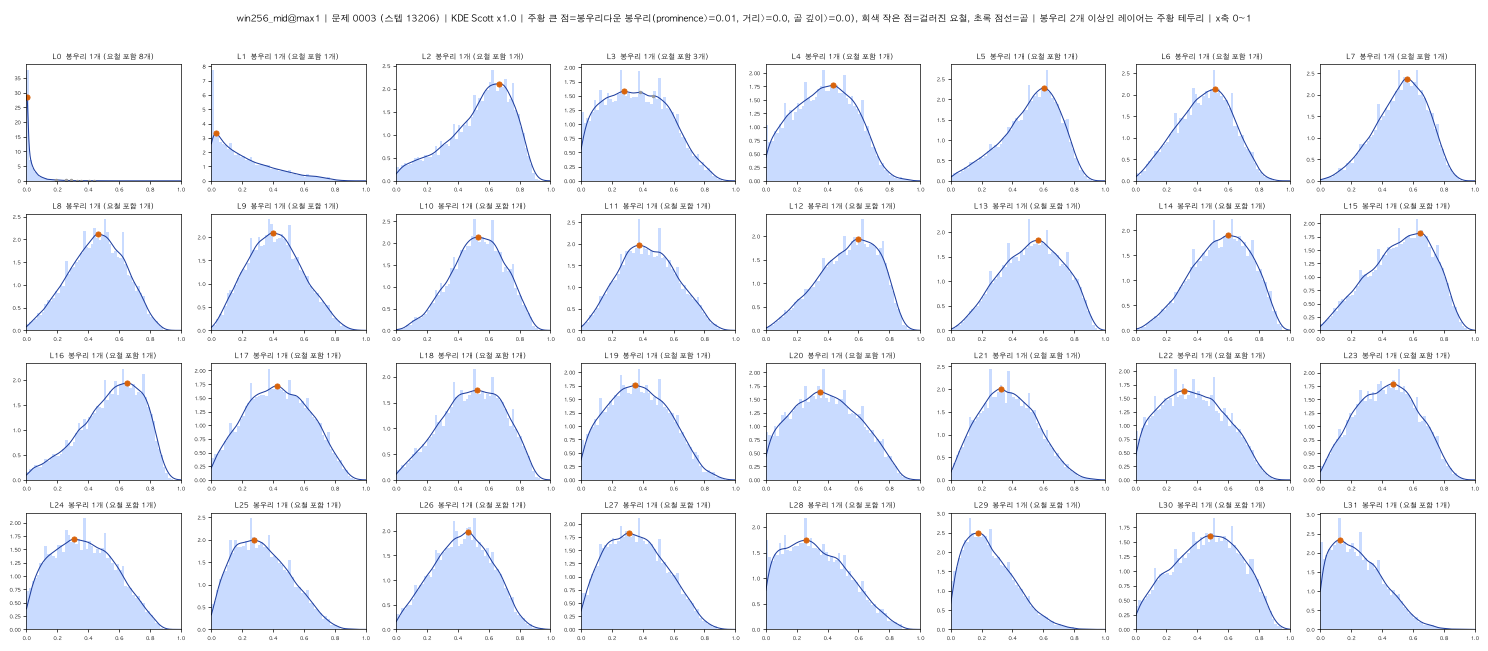 win256_mid@max1 | 문제 0003 (스텝 13206) | KDE Scott x1.0 | 주황 큰 점=봉우리다운 봉우리(prominence>=0.01, 거리>=0.0, 골 깊이>=0.0), 회색 작은 점=걸러진 요철, 초록 점선=골 | 봉우리 2개 이상인 레이어는 주황 테두리 | x축 0~1
L0 봉우리 1개 (요철 포함 8개)
L1 봉우리 1개 (요철 포함 1개)
L2 봉우리 1개 (요철 포함 1개)
L3 봉우리 1개 (요철 포함 3개)
L4 봉우리 1개 (요철 포함 1개)
L5 봉우리 1개 (요철 포함 1개)
L6 봉우리 1개 (요철 포함 1개)
L7 봉우리 1개 (요철 포함 1개)
L8 봉우리 1개 (요철 포함 1개)
L9 봉우리 1개 (요철 포함 1개)
L10 봉우리 1개 (요철 포함 1개)
L11 봉우리 1개 (요철 포함 1개)
L12 봉우리 1개 (요철 포함 1개)
L13 봉우리 1개 (요철 포함 1개)
L14 봉우리 1개 (요철 포함 1개)
L15 봉우리 1개 (요철 포함 1개)
L16 봉우리 1개 (요철 포함 1개)
L17 봉우리 1개 (요철 포함 1개)
L18 봉우리 1개 (요철 포함 1개)
L19 봉우리 1개 (요철 포함 1개)
L20 봉우리 1개 (요철 포함 1개)
L21 봉우리 1개 (요철 포함 1개)
L22 봉우리 1개 (요철 포함 1개)
L23 봉우리 1개 (요철 포함 1개)
L24 봉우리 1개 (요철 포함 1개)
L25 봉우리 1개 (요철 포함 1개)
L26 봉우리 1개 (요철 포함 1개)
L27 봉우리 1개 (요철 포함 1개)
L28 봉우리 1개 (요철 포함 1개)
L29 봉우리 1개 (요철 포함 1개)
L30 봉우리 1개 (요철 포함 1개)
L31 봉우리 1개 (요철 포함 1개)